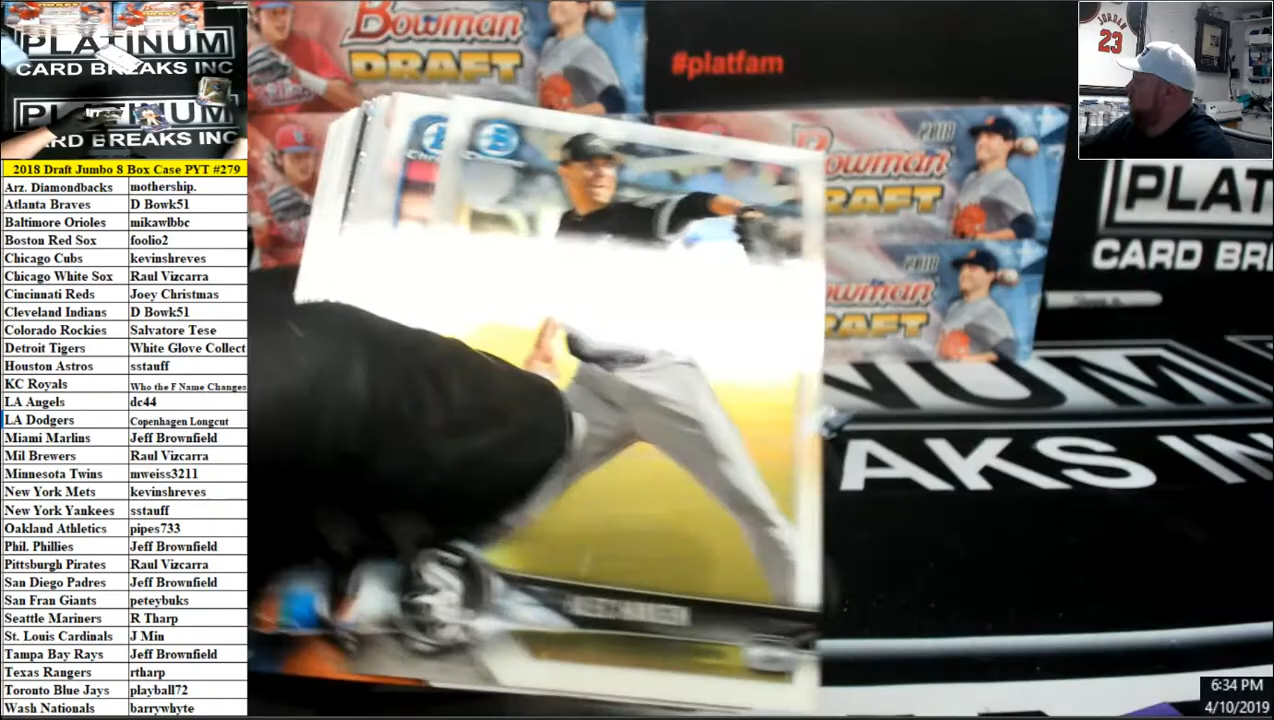 PLATINUM
CARD BREAKS INC
PLATINUM
CARD BREAKS INC
2018 Draft Jumbo 8 Box Case PYT #279
Arz. Diamondbacks mothership.
Atlanta Braves D Bowk51
Baltimore Orioles mikawlbbc
Boston Red Sox foolio2
Chicago Cubs kevinshreves
Chicago White Sox Raul Vizcarra
Cincinnati Reds Joey Christmas
Cleveland Indians D Bowk51
Colorado Rockies Salvatore Tese
Detroit Tigers White Glove Collect
Houston Astros sstauff
KC Royals Who the F Name Changes
LA Angels dc44
LA Dodgers Copenhagen Longcut
Miami Marlins Jeff Brownfield
Mil Brewers Raul Vizcarra
Minnesota Twins mweiss3211
New York Mets kevinshreves
New York Yankees sstauff
Oakland Athletics pipes733
Phil. Phillies Jeff Brownfield
Pittsburgh Pirates Raul Vizcarra
San Diego Padres Jeff Brownfield
San Fran Giants peteybuks
Seattle Mariners R Tharp
St. Louis Cardinals J Min
Tampa Bay Rays Jeff Brownfield
Texas Rangers rtharp
Toronto Blue Jays playball72
Wash Nationals barrywhyte
Bowman
DRAFT
#platfam
2018
Bowman
DRAFT
2018
owman
RAFT
JORDAN
23
PLAT
CARD BRE
NUM
AKS IN
6:34 PM
4/10/2019